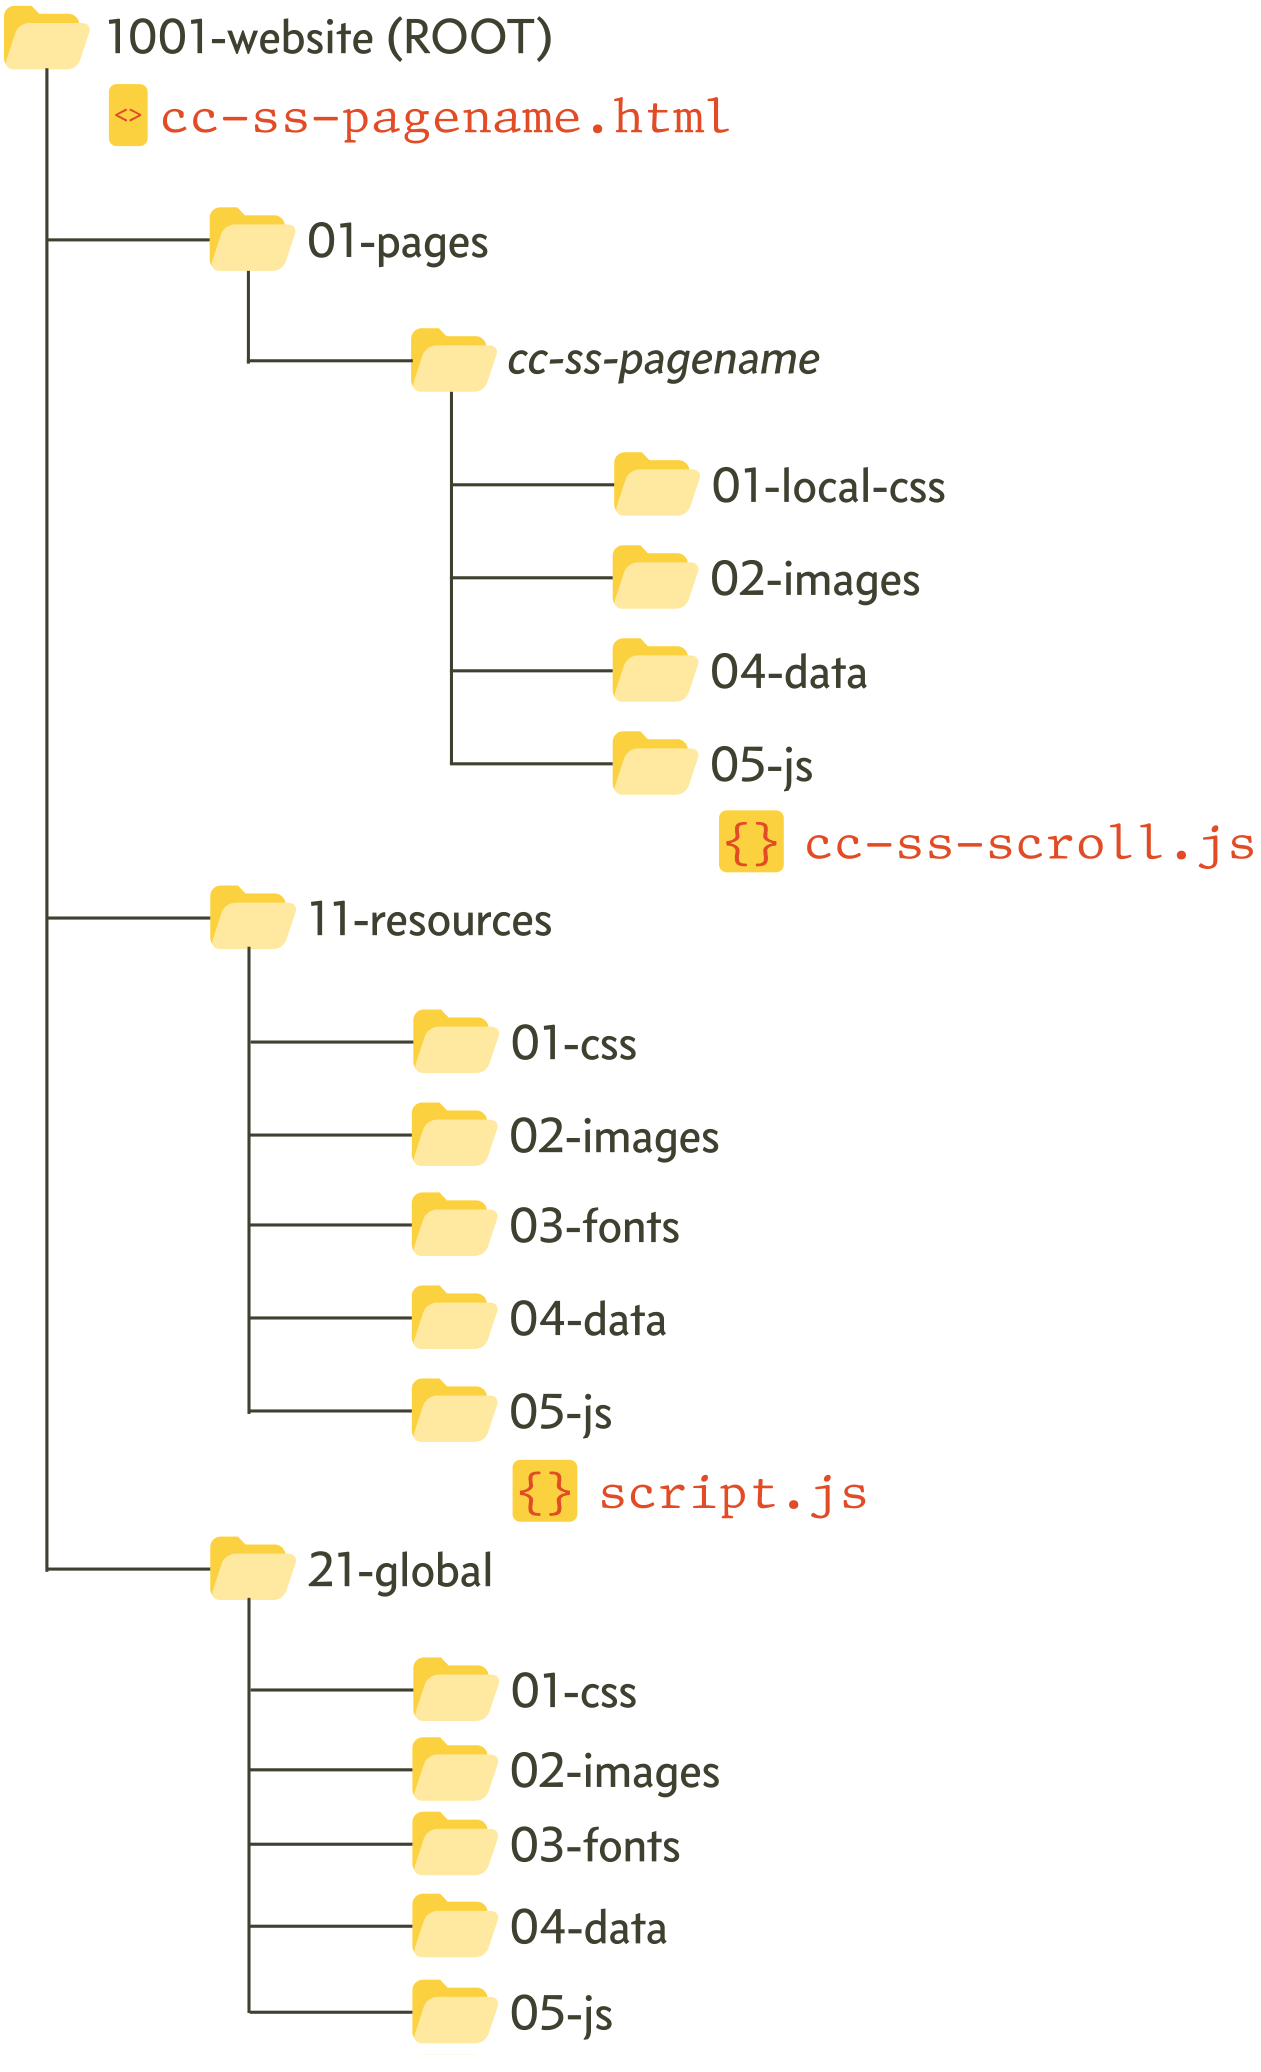 1001-website (ROOT)
<> cc-ss-pagename.html
01-pages
cc-ss-pagename
01-local-css
02-images
04-data
05-js
{} cc-ss-scroll.js
11-resources
01-css
02-images
03-fonts
04-data
05-js
{} script.js
21-global
01-css
02-images
03-fonts
04-data
05-js